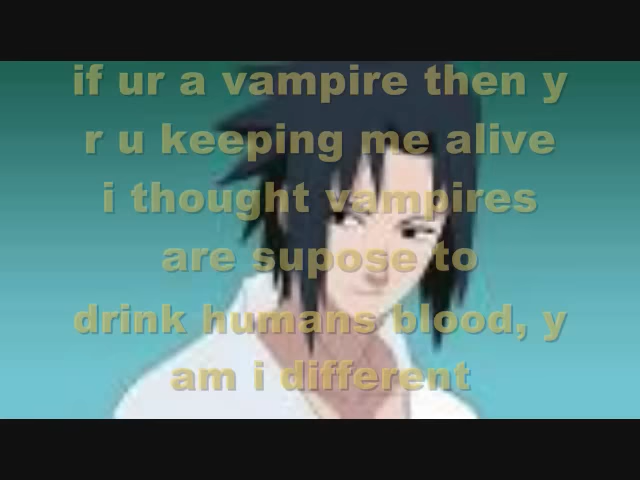 if ur a vampire then y
r u keeping me alive
i thought vampires
are supose to
drink humans blood, y
am i different